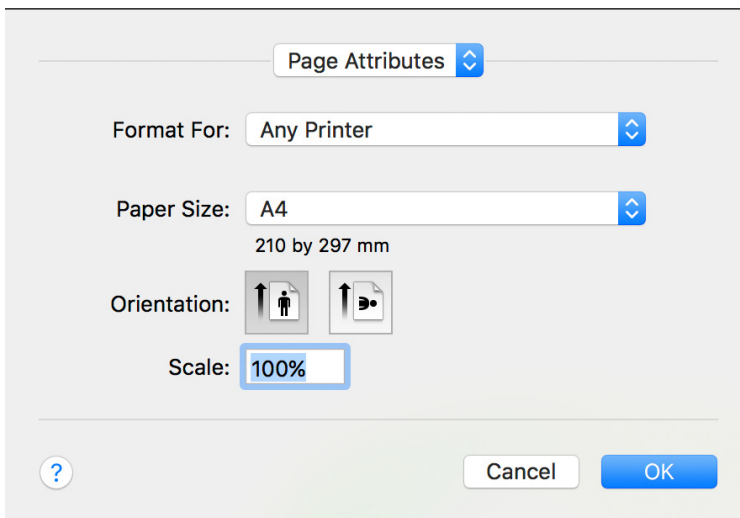 Page Attributes
Format For: Any Printer
Paper Size: A4
210 by 297 mm
Orientation:
Scale: 100%
? Cancel OK